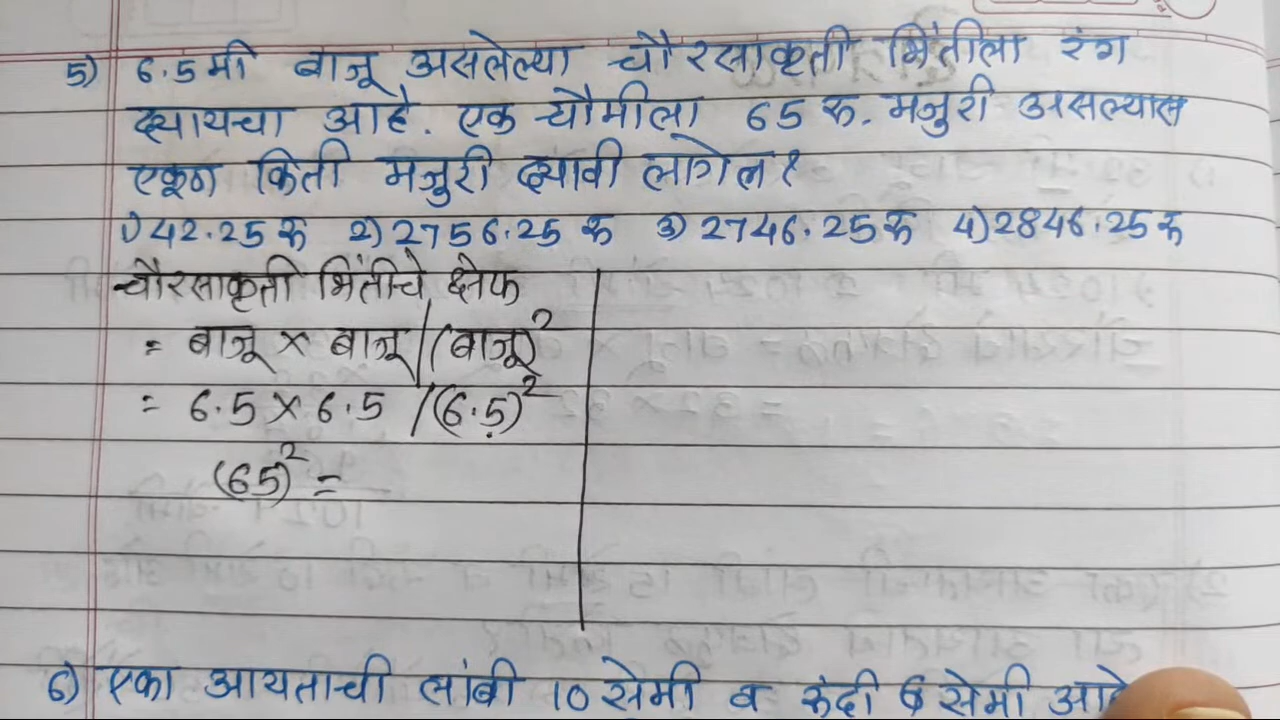 5) 6.5मी बाजू असलेल्या चौरसाकृती भिंतीला रंग
द्यायचा आहे. एक चौमीला 65 रु. मजुरी असल्यास
एकूण किती मजुरी द्यावी लागेल?
1) 42.25 रु 2) 2756.25 रु 3) 2746.25 रु 4) 2846.25 रु
चौरसाकृती भिंतीचे क्षेफ
= बाजू × बाजू / (बाजू)²
= 6.5 × 6.5 / (6.5)²
(65)² =
6) एका आयताची लांबी 10 सेमी व रुंदी 6 सेमी आहे